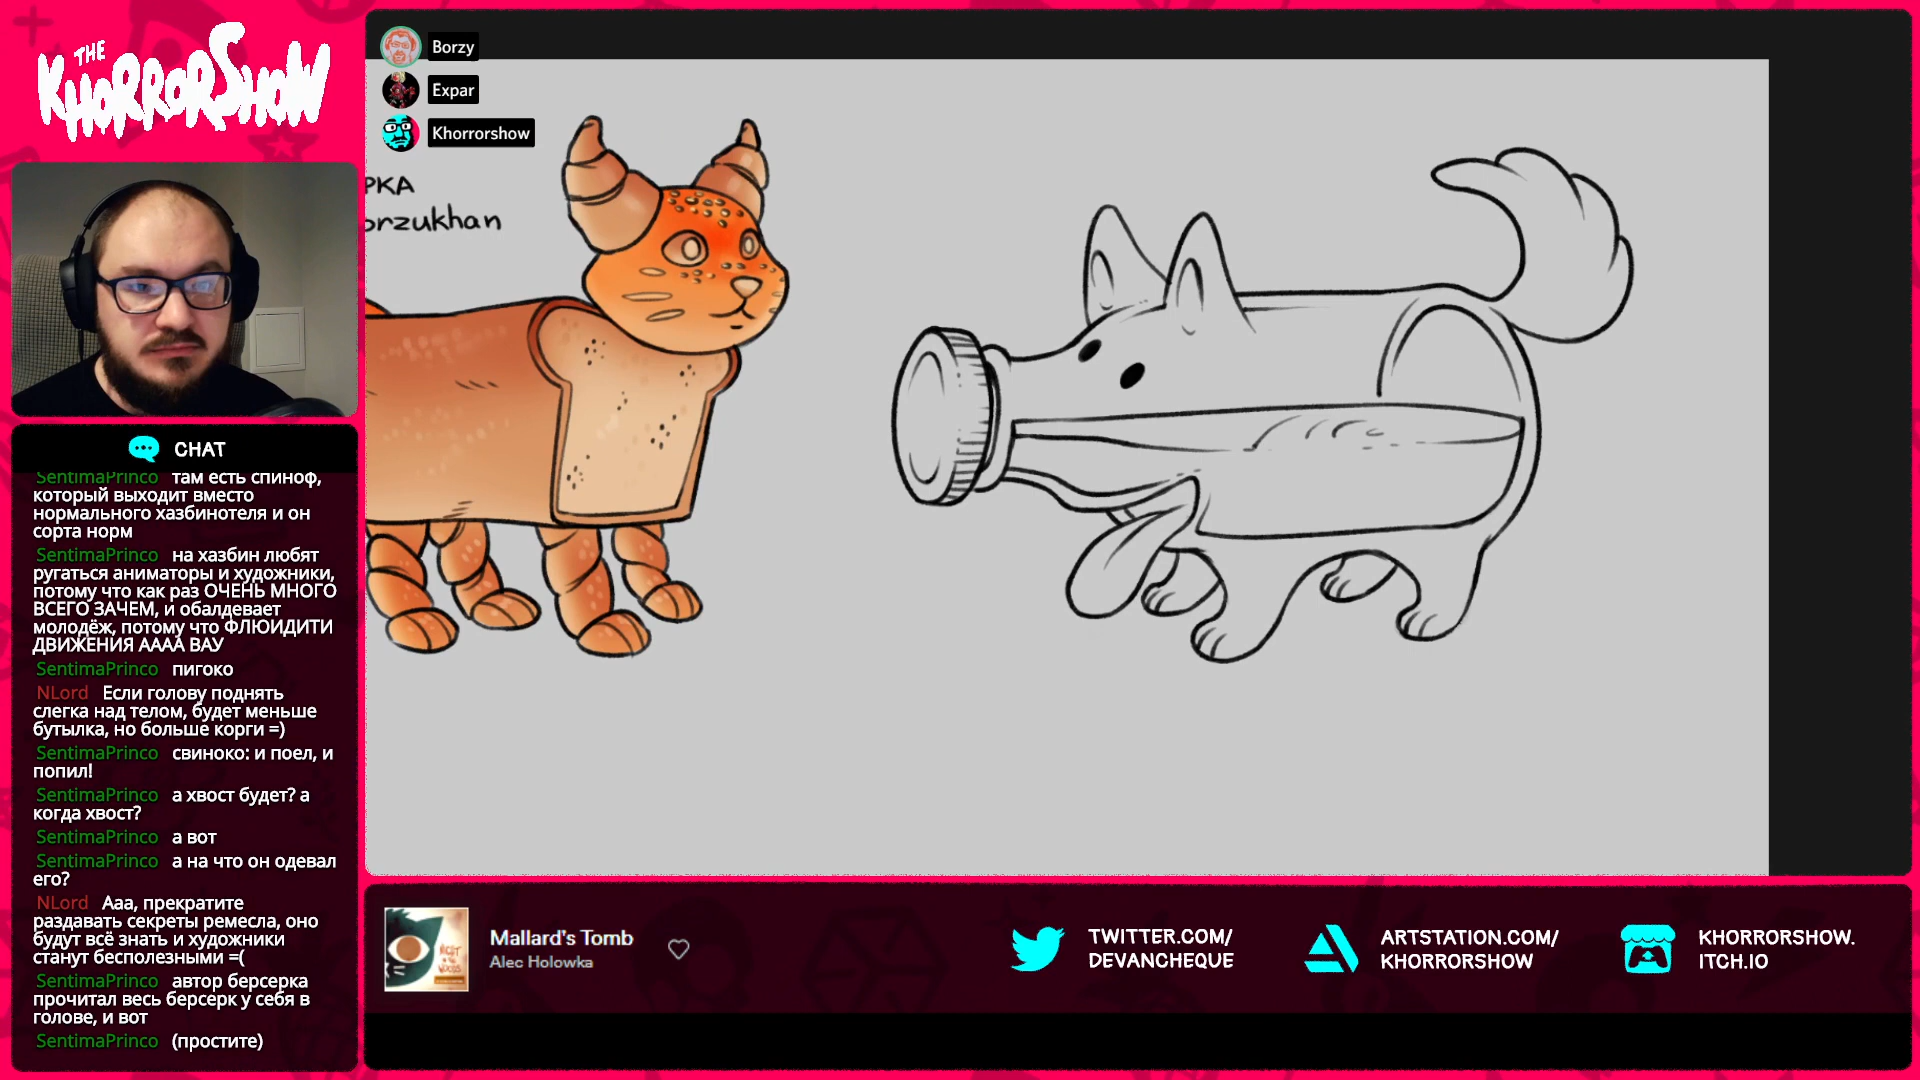 THE
KHORRORSHOW
Borzy
Expar
Khorrorshow
РКА
orzukhan
CHAT
SentimaPrinco там есть спиноф,
который выходит вместо
нормального хазбинотеля и он
сорта норм
SentimaPrinco на хазбин любят
ругаться аниматоры и художники,
потому что как раз ОЧЕНЬ МНОГО
ВСЕГО ЗАЧЕМ, и обалдевает
молодёж, потому что ФЛЮИДИТИ
ДВИЖЕНИЯ АААА ВАУ
SentimaPrinco пигоко
NLord Если голову поднять
слегка над телом, будет меньше
бутылка, но больше корги =)
SentimaPrinco свиноко: и поел, и
попил!
SentimaPrinco а хвост будет? а
когда хвост?
SentimaPrinco а вот
SentimaPrinco а на что он одевал
его?
NLord Ааа, прекратите
раздавать секреты ремесла, оно
будут всё знать и художники
станут бесполезными =(
SentimaPrinco автор берсерка
прочитал весь берсерк у себя в
голове, и вот
SentimaPrinco (простите)
NIGHT
IN THE
WOODS
Mallard's Tomb
Alec Holowka
TWITTER.COM/
DEVANCHEQUE
ARTSTATION.COM/
KHORRORSHOW
KHORRORSHOW.
ITCH.IO